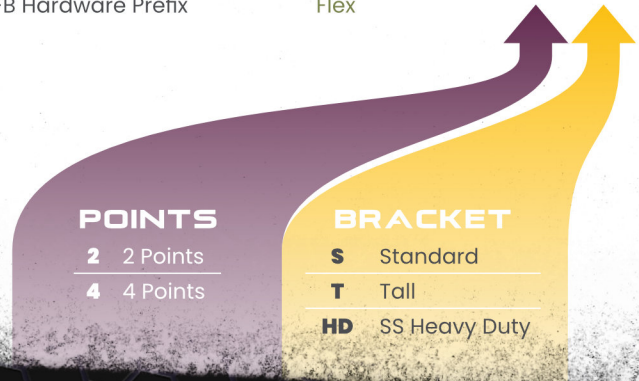 -B Hardware Prefix
Flex
POINTS
2 2 Points
4 4 Points
BRACKET
S Standard
T Tall
HD SS Heavy Duty